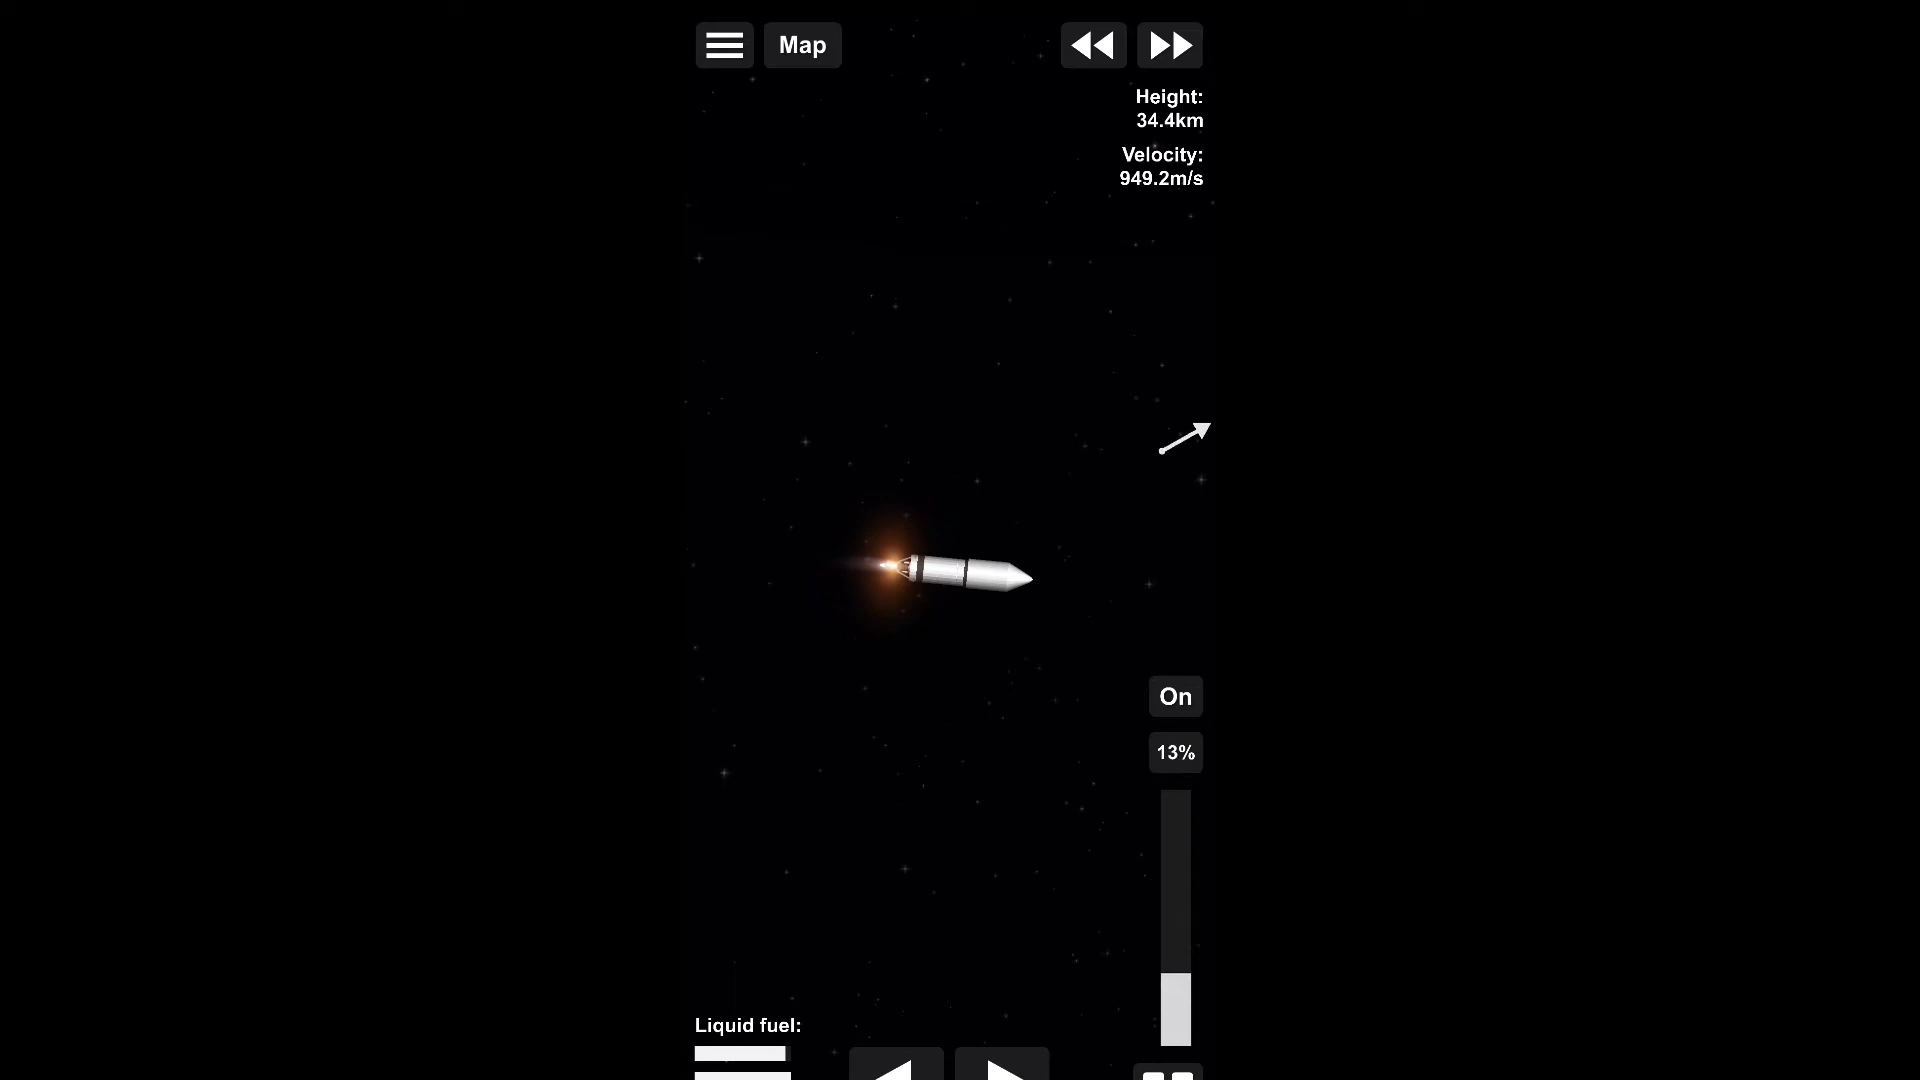 Map
Height:
34.4km
Velocity:
949.2m/s
On
13%
Liquid fuel: